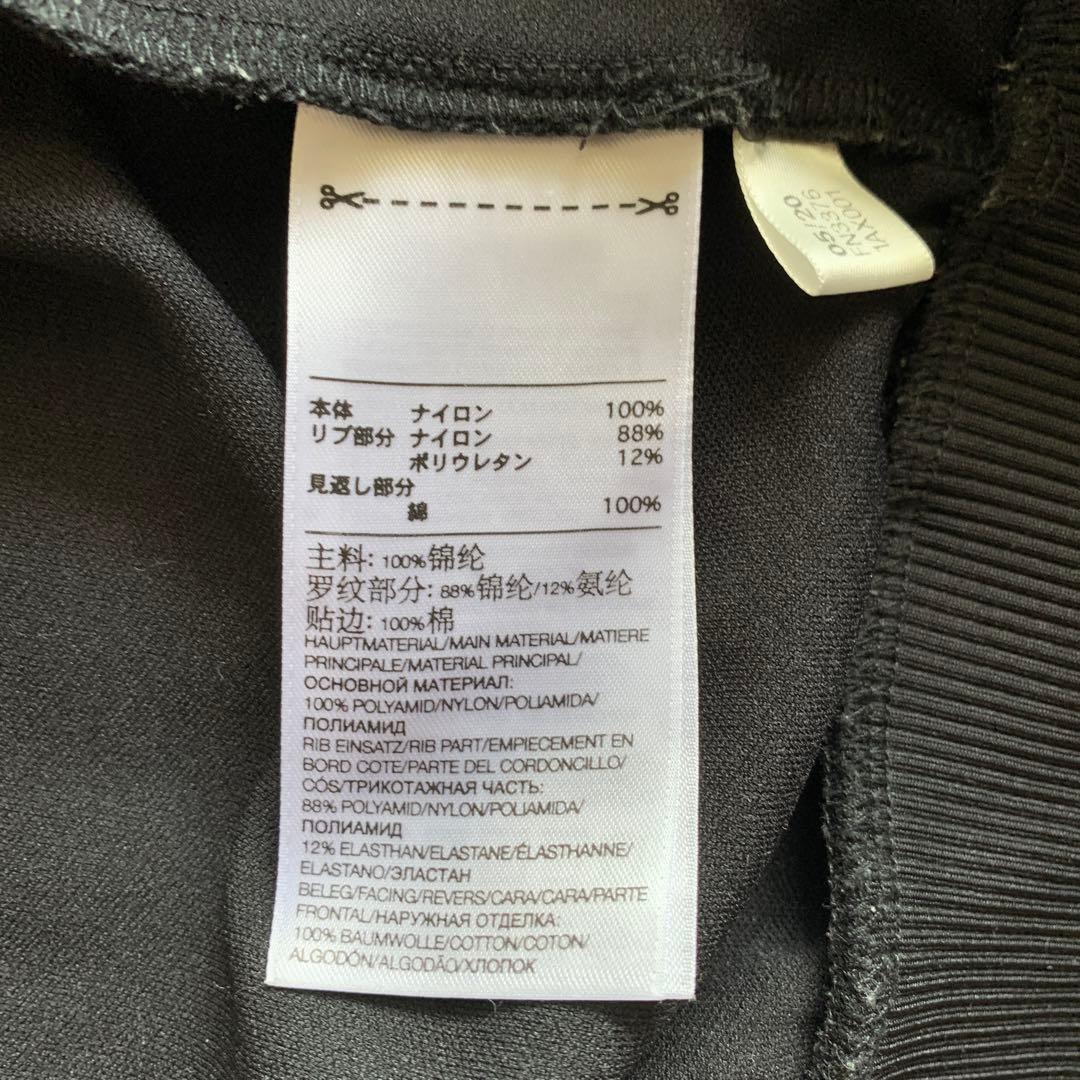 本体 ナイロン 100%
リブ部分 ナイロン 88%
ポリウレタン 12%
見返し部分
綿 100%
主料: 100%锦纶
罗纹部分: 88%锦纶/12%氨纶
贴边: 100%棉
HAUPTMATERIAL/MAIN MATERIAL/MATIERE
PRINCIPALE/MATERIAL PRINCIPAL/
ОСНОВНОЙ МАТЕРИАЛ:
100% POLYAMID/NYLON/POLIAMIDA/
ПОЛИАМИД
RIB EINSATZ/RIB PART/EMPIECEMENT EN
BORD COTE/PARTE DEL CORDONCILLO/
CÓS/ТРИКОТАЖНАЯ ЧАСТЬ:
88% POLYAMID/NYLON/POLIAMIDA/
ПОЛИАМИД
12% ELASTHAN/ELASTANE/ÉLASTHANNE/
ELASTANO/ЭЛАСТАН
BELEG/FACING/REVERS/CARA/CARA/PARTE
FRONTAL/НАРУЖНАЯ ОТДЕЛКА:
100% BAUMWOLLE/COTTON/COTON/
ALGODÓN/ALGODÃO/ХЛОПОК
05/20
FN3376
1AX001